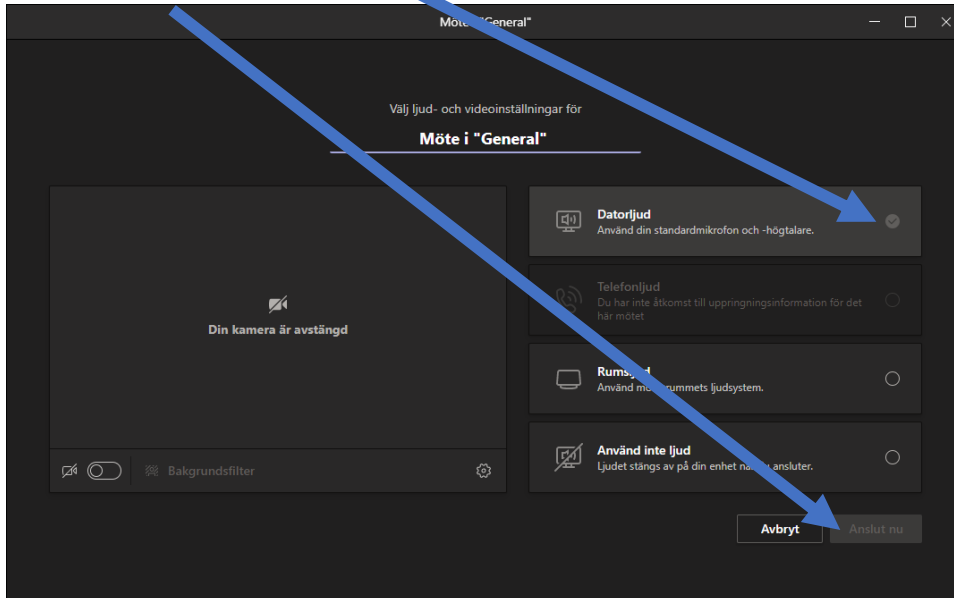 Möte "General"
Välj ljud- och videoinställningar för
Möte i "General"
Datorljud
Använd din standardmikrofon och -högtalare.
Telefonljud
Du har inte åtkomst till uppringningsinformation för det
här mötet
Din kamera är avstängd
Använd rummets ljudsystem.
Använd inte ljud
Ljudet stängs av på din enhet ansluter.
Bakgrundsfilter
Avbryt
Anslut nu